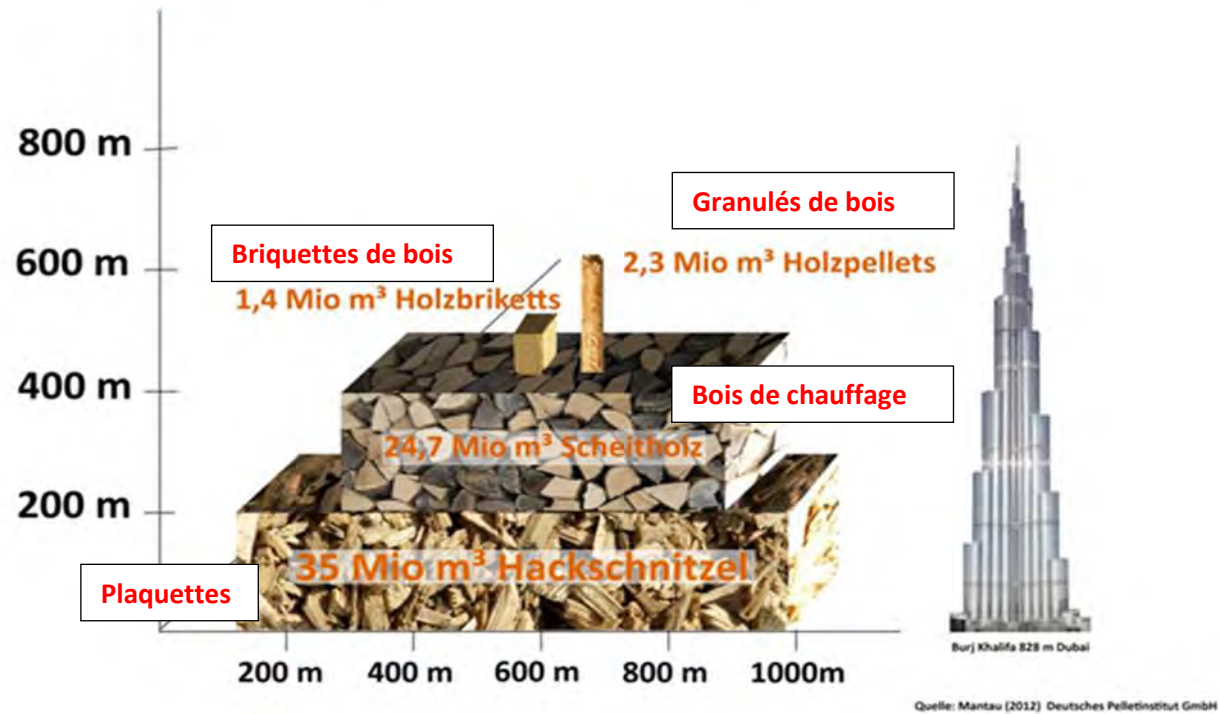 800 m
Granulés de bois
Briquettes de bois
600 m
2,3 Mio m³ Holzpellets
1,4 Mio m³ Holzbriketts
400 m
Bois de chauffage
24,7 Mio m³ Scheitholz
200 m
35 Mio m³ Hackschnitzel
Plaquettes
200 m 400 m 600 m 800 m 1000m
Burj Khalifa 828 m Dubai
Quelle: Mantau (2012) Deutsches Pelletinstitut GmbH